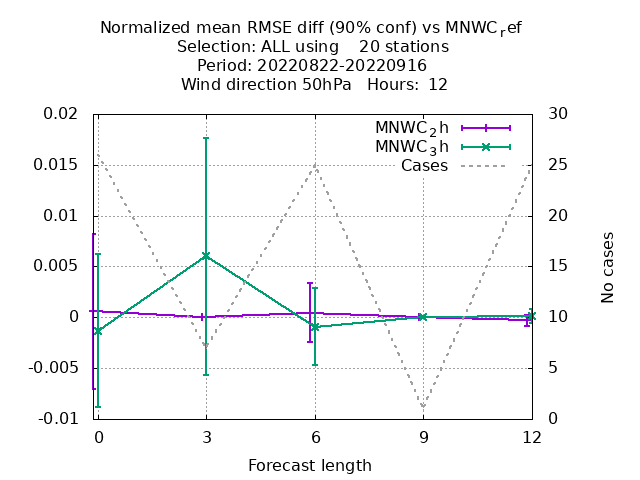 Normalized mean RMSE diff (90% conf) vs MNWC_ref
Selection: ALL using 20 stations
Period: 20220822-20220916
Wind direction 50hPa Hours: 12
0.02
0.015
0.01
0.005
0
-0.005
-0.01
30
25
20
15
10
5
0
MNWC_2h
MNWC_3h
Cases
No cases
0 3 6 9 12
Forecast length